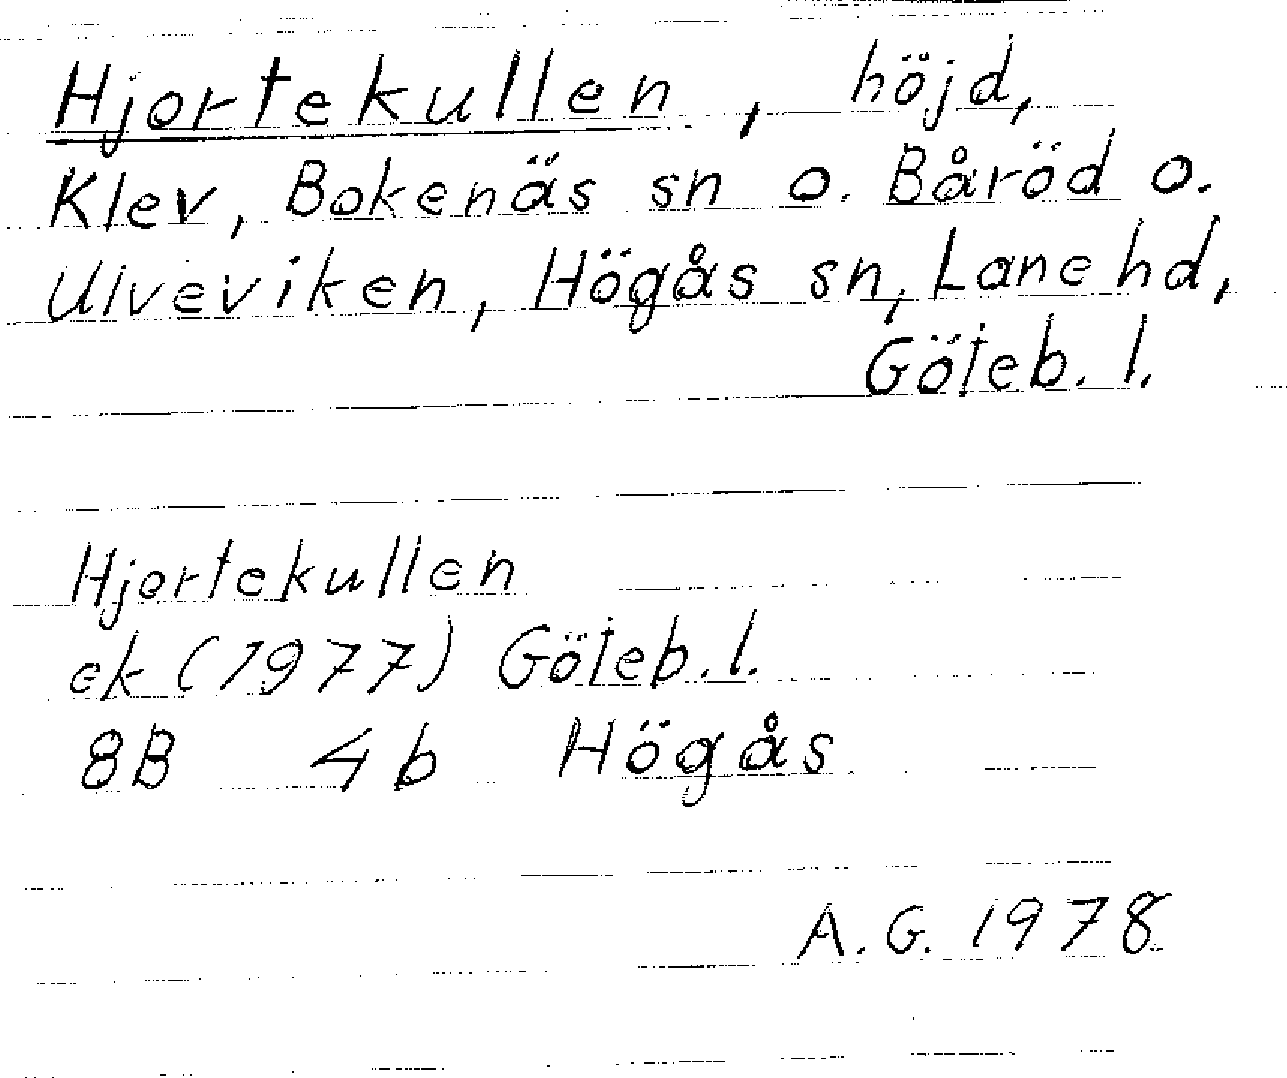 Hjortekullen, höjd,
Klev, Bokenäs sn o. Båröd o.
Ulveviken, Högås sn, Lane hd,
Göteb. l.
Hjortekullen
ek (1977) Göteb. l.
8B 4b Högås
A. G. 1978